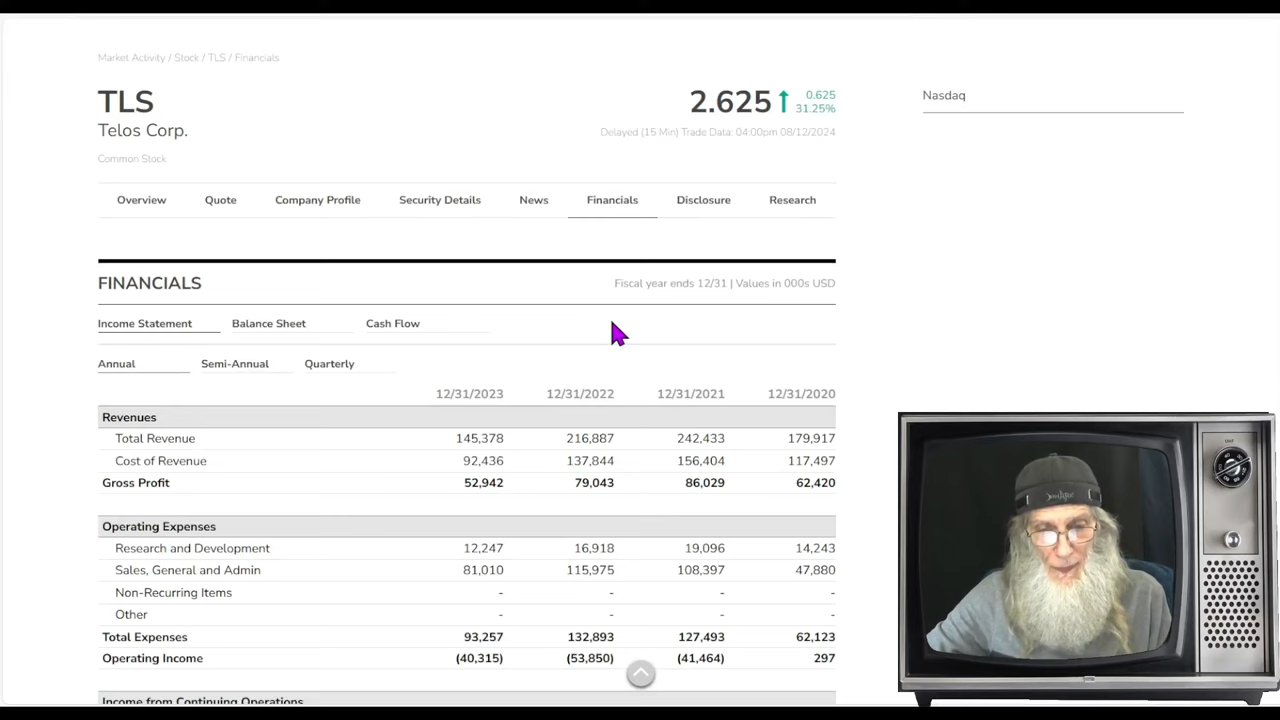 Market Activity / Stock / TLS / Financials
TLS
2.625 0.625
31.25%
Telos Corp.
Delayed (15 Min) Trade Data: 04:00pm 08/12/2024
Common Stock
Nasdaq
Overview Quote Company Profile Security Details News Financials Disclosure Research
FINANCIALS Fiscal year ends 12/31 | Values in 000s USD
Income Statement Balance Sheet Cash Flow
Annual Semi-Annual Quarterly
12/31/2023 12/31/2022 12/31/2021 12/31/2020
Revenues
Total Revenue 145,378 216,887 242,433 179,917
Cost of Revenue 92,436 137,844 156,404 117,497
Gross Profit 52,942 79,043 86,029 62,420
Operating Expenses
Research and Development 12,247 16,918 19,096 14,243
Sales, General and Admin 81,010 115,975 108,397 47,880
Non-Recurring Items - - - -
Other - - - -
Total Expenses 93,257 132,893 127,493 62,123
Operating Income (40,315) (53,850) (41,464) 297
Income from Continuing Operations